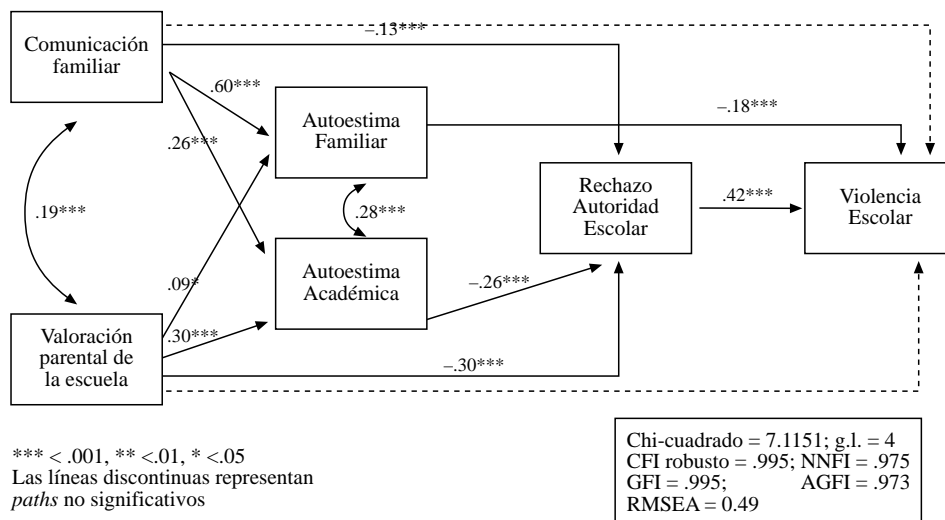 Comunicación
familiar
–.13***
.60***
Autoestima
Familiar
–.18***
.26***
Rechazo
Autoridad
Escolar
.42***
Violencia
Escolar
.19***
.28***
Autoestima
Académica
.09*
–.26***
.30***
Valoración
parental de
la escuela
–.30***
*** < .001, ** <.01, * <.05
Las líneas discontinuas representan
paths no significativos
Chi-cuadrado = 7.1151; g.l. = 4
CFI robusto = .995; NNFI = .975
GFI = .995; AGFI = .973
RMSEA = 0.49